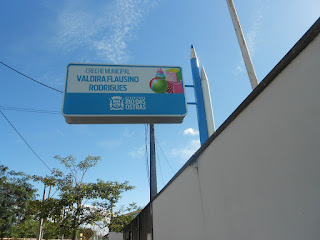 CRECHE MUNICIPAL
VALDIRA FLAUSINO
RODRIGUES
RIO DAS
OSTRAS